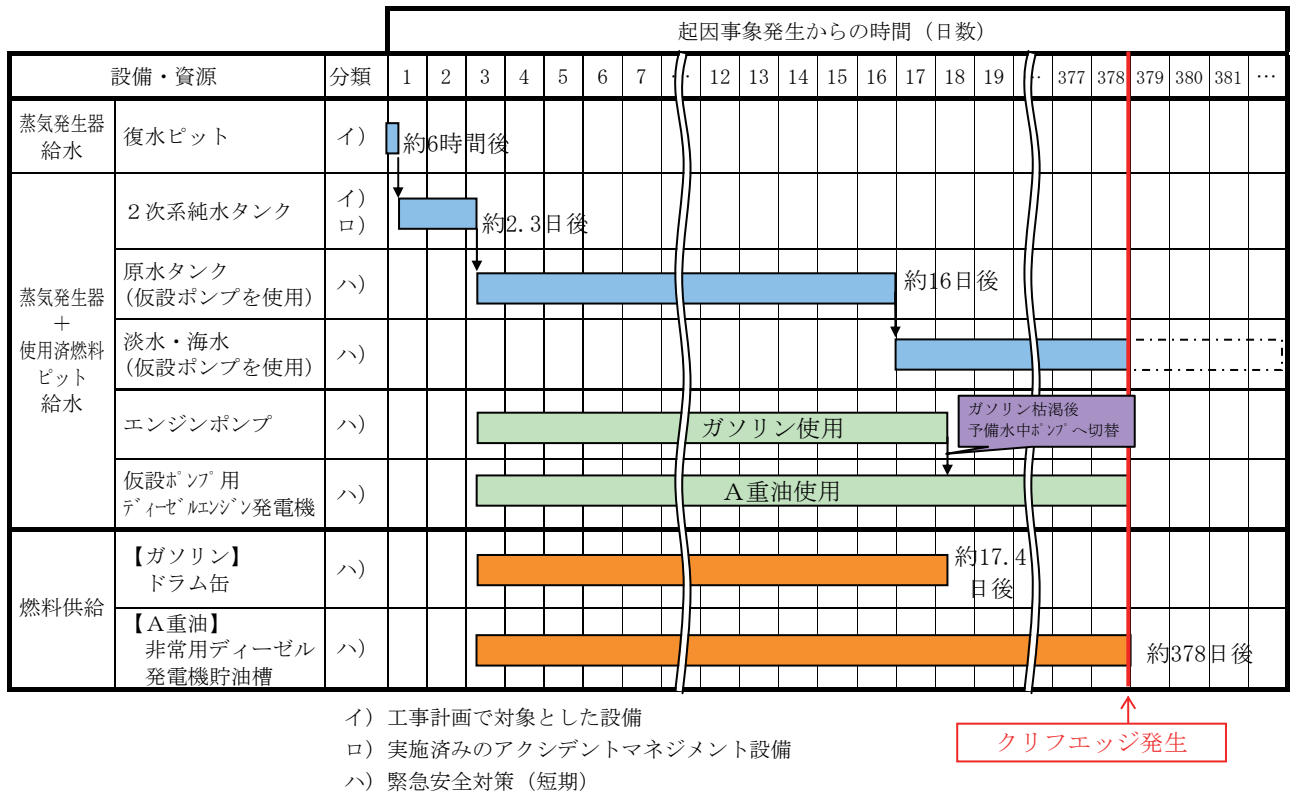 起因事象発生からの時間（日数）
設備・資源 分類 1 2 3 4 5 6 7 ‥ 12 13 14 15 16 17 18 19 ‥ 377 378 379 380 381 …
蒸気発生器
給水
復水ピット イ）
約6時間後
２次系純水タンク イ）
ロ）
約2.3日後
蒸気発生器
＋
使用済燃料
ピット
給水
原水タンク
(仮設ポンプを使用) ハ）
約16日後
淡水・海水
(仮設ポンプを使用) ハ）
エンジンポンプ ハ）
ガソリン使用
ガソリン枯渇後
予備水中ﾎﾟﾝﾌﾟへ切替
仮設ﾎﾟﾝﾌﾟ用
ﾃﾞｨｰｾﾞﾙｴﾝｼﾞﾝ発電機 ハ）
Ａ重油使用
燃料供給
【ガソリン】
ドラム缶 ハ）
約17.4
日後
【Ａ重油】
非常用ディーゼル
発電機貯油槽 ハ）
約378日後
イ）工事計画で対象とした設備
ロ）実施済みのアクシデントマネジメント設備
ハ）緊急安全対策（短期）
クリフエッジ発生